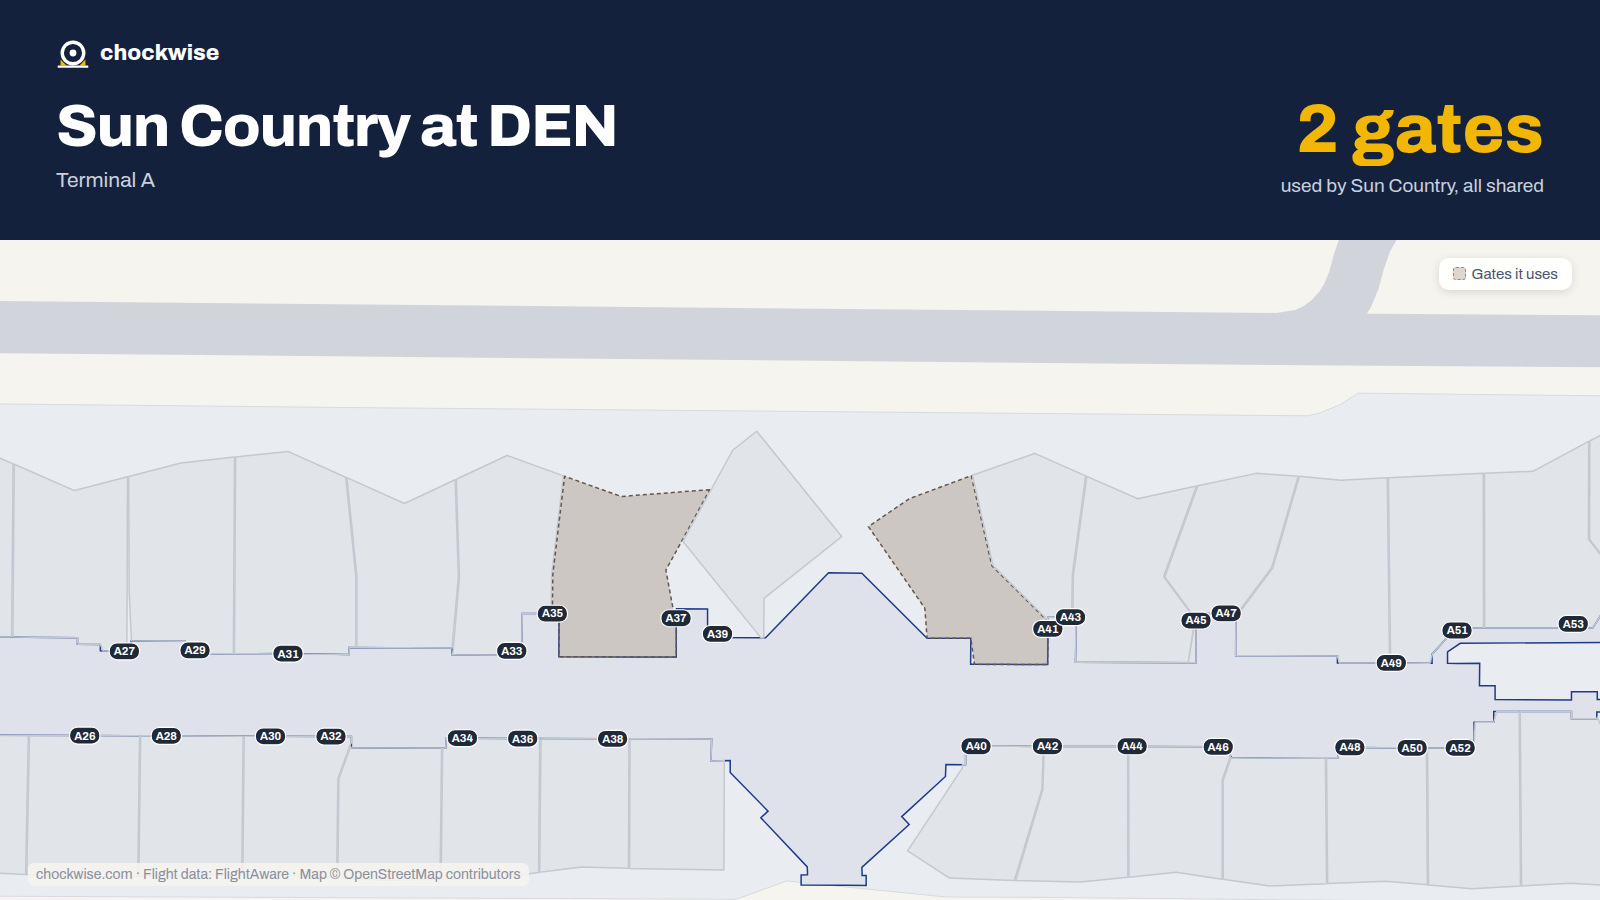 chockwise
Sun Country at DEN
Terminal A
2 gates
used by Sun Country, all shared
Gates it uses
A35
A37
A39
A41
A43
A45
A47
A51
A53
A27
A29
A31
A33
A49
A26
A28
A30
A32
A34
A36
A38
A40
A42
A44
A46
A48
A50
A52
chockwise.com · Flight data: FlightAware · Map © OpenStreetMap contributors